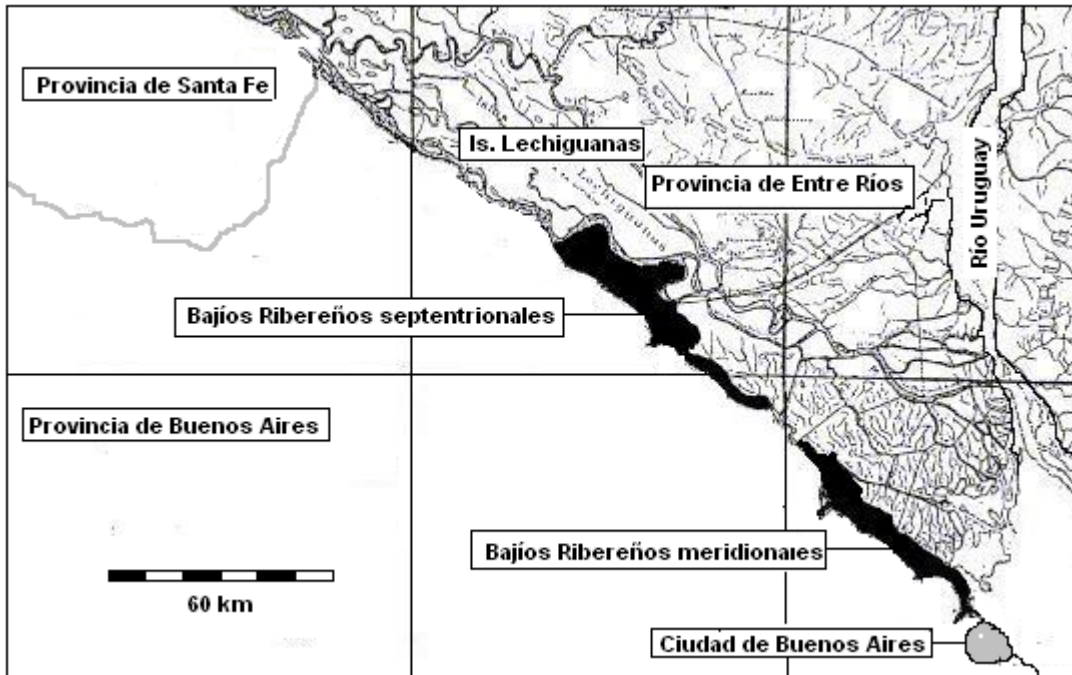 Provincia de Santa Fe
Is. Lechiguanas
Provincia de Entre Ríos
Lechiguanas
Río Uruguay
Bajíos Ribereños septentrionales
Provincia de Buenos Aires
Bajíos Ribereños meridionales
60 km
Ciudad de Buenos Aires